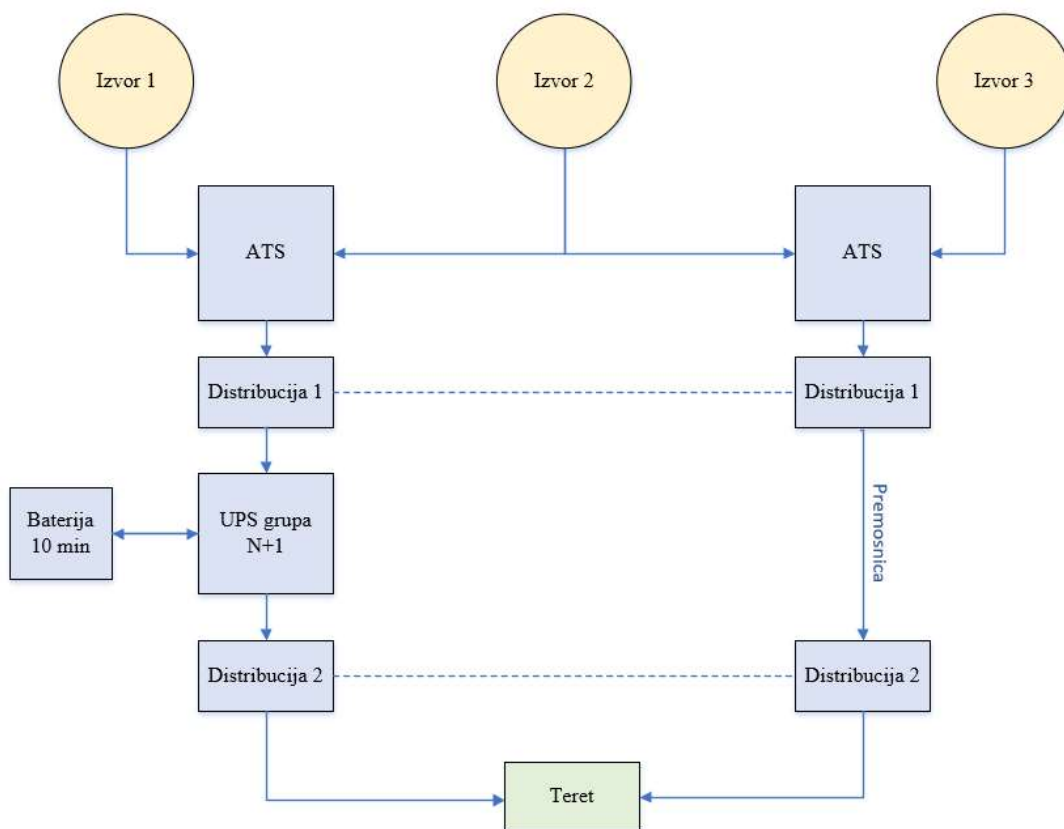 Izvor 1
Izvor 2
Izvor 3
ATS
ATS
Distribucija 1
Distribucija 1
Baterija
10 min
UPS grupa
N+1
Premosnica
Distribucija 2
Distribucija 2
Teret